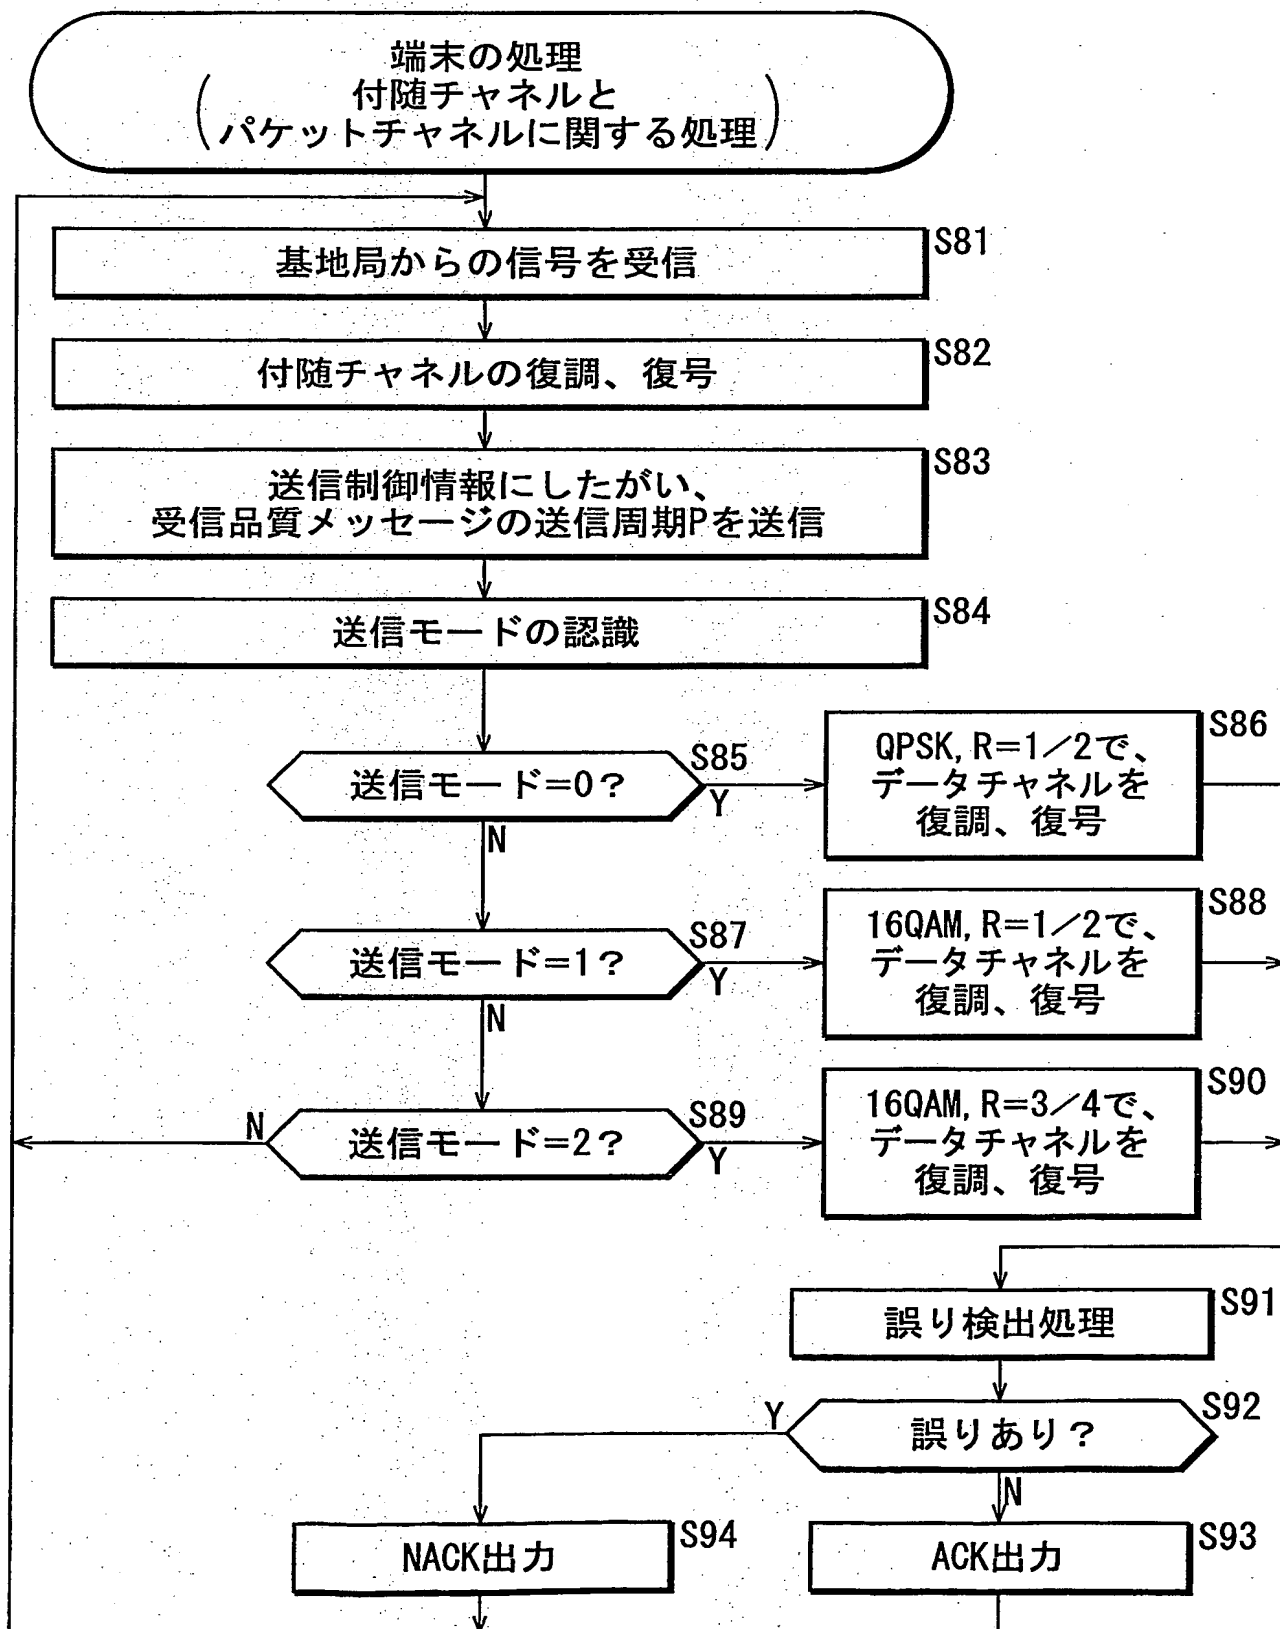 端末の処理
(付随チャネルと
パケットチャネルに関する処理)
基地局からの信号を受信
S81
付随チャネルの復調、復号
S82
送信制御情報にしたがい、
受信品質メッセージの送信周期Pを送信
S83
送信モードの認識
S84
送信モード=0?
S85
Y
N
QPSK, R=1/2で、
データチャネルを
復調、復号
S86
送信モード=1?
S87
Y
N
16QAM, R=1/2で、
データチャネルを
復調、復号
S88
送信モード=2?
S89
Y
N
16QAM, R=3/4で、
データチャネルを
復調、復号
S90
誤り検出処理
S91
誤りあり?
S92
Y
N
NACK出力
S94
ACK出力
S93